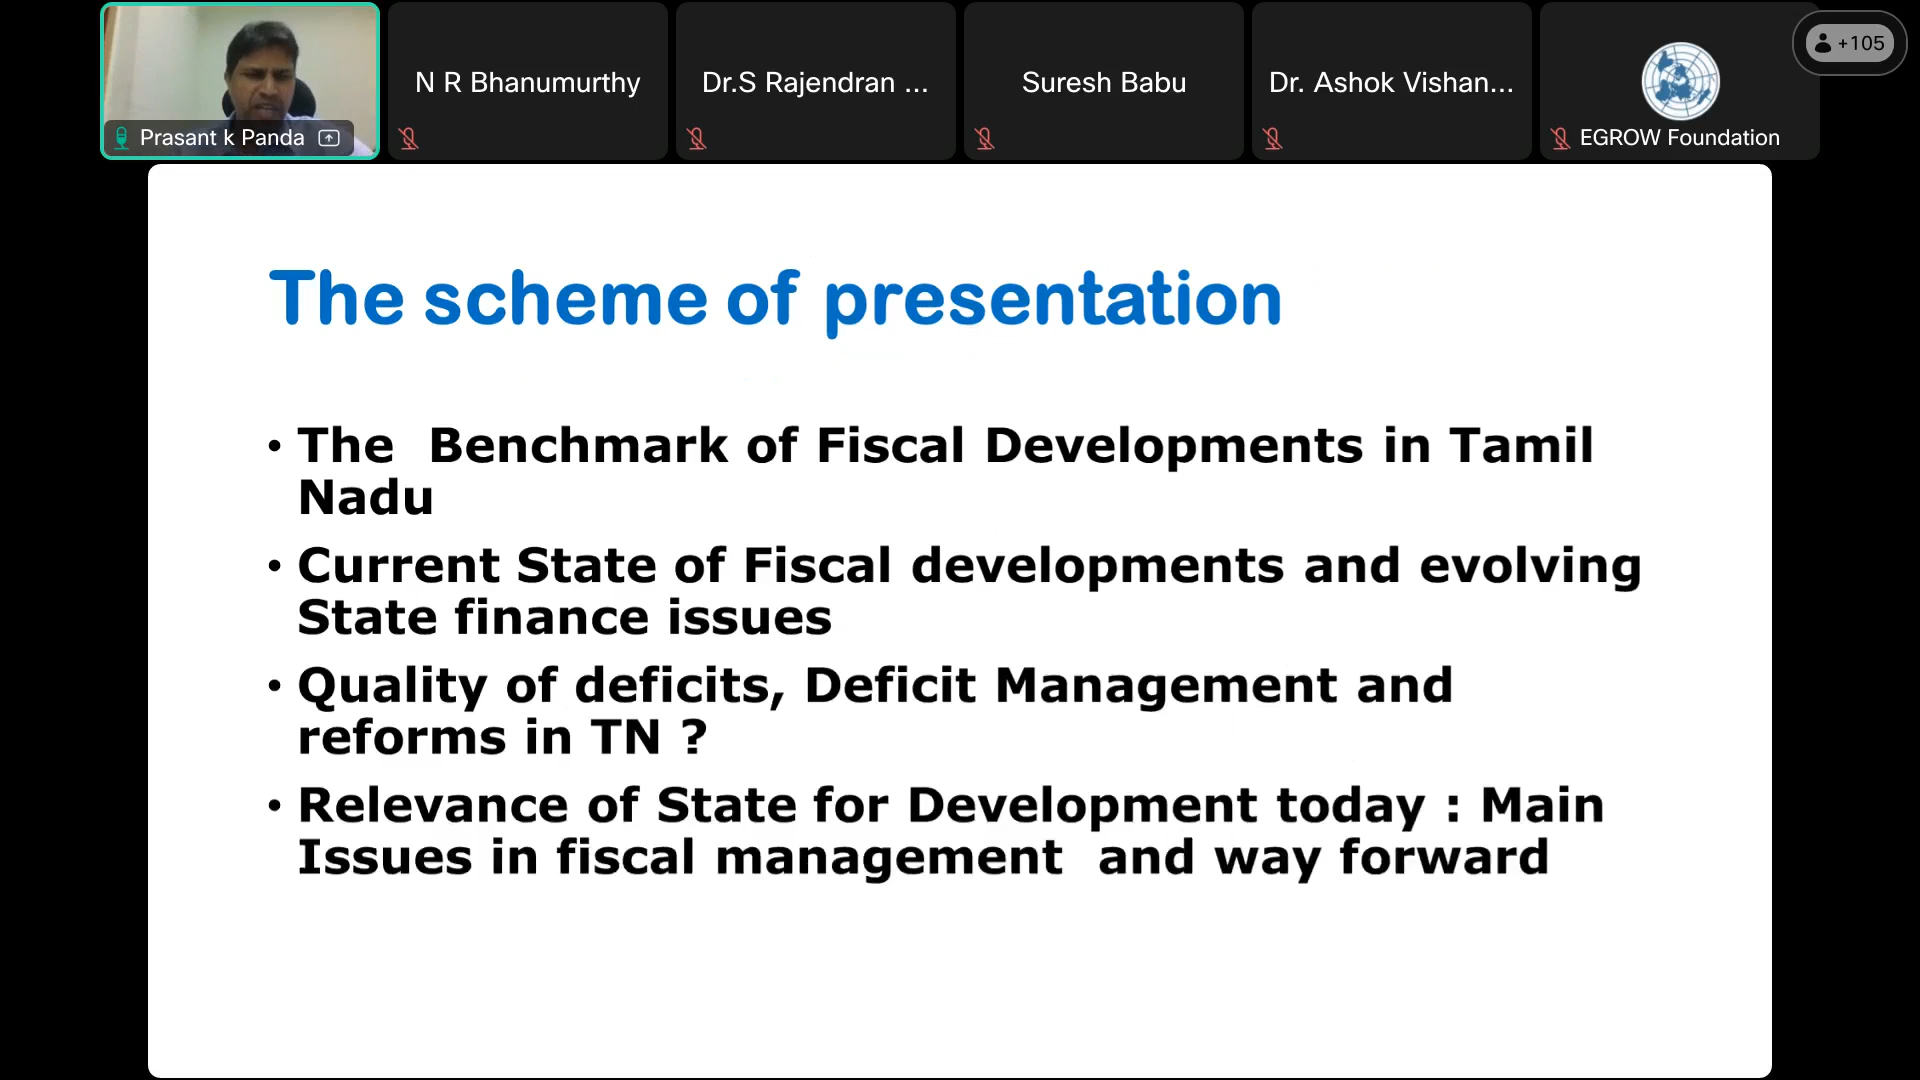 Prasant k Panda
N R Bhanumurthy
Dr.S Rajendran ...
Suresh Babu
Dr. Ashok Vishan...
EGROW Foundation
+105
The scheme of presentation
• The  Benchmark of Fiscal Developments in Tamil
Nadu
• Current State of Fiscal developments and evolving
State finance issues
• Quality of deficits, Deficit Management and
reforms in TN ?
• Relevance of State for Development today : Main
Issues in fiscal management  and way forward